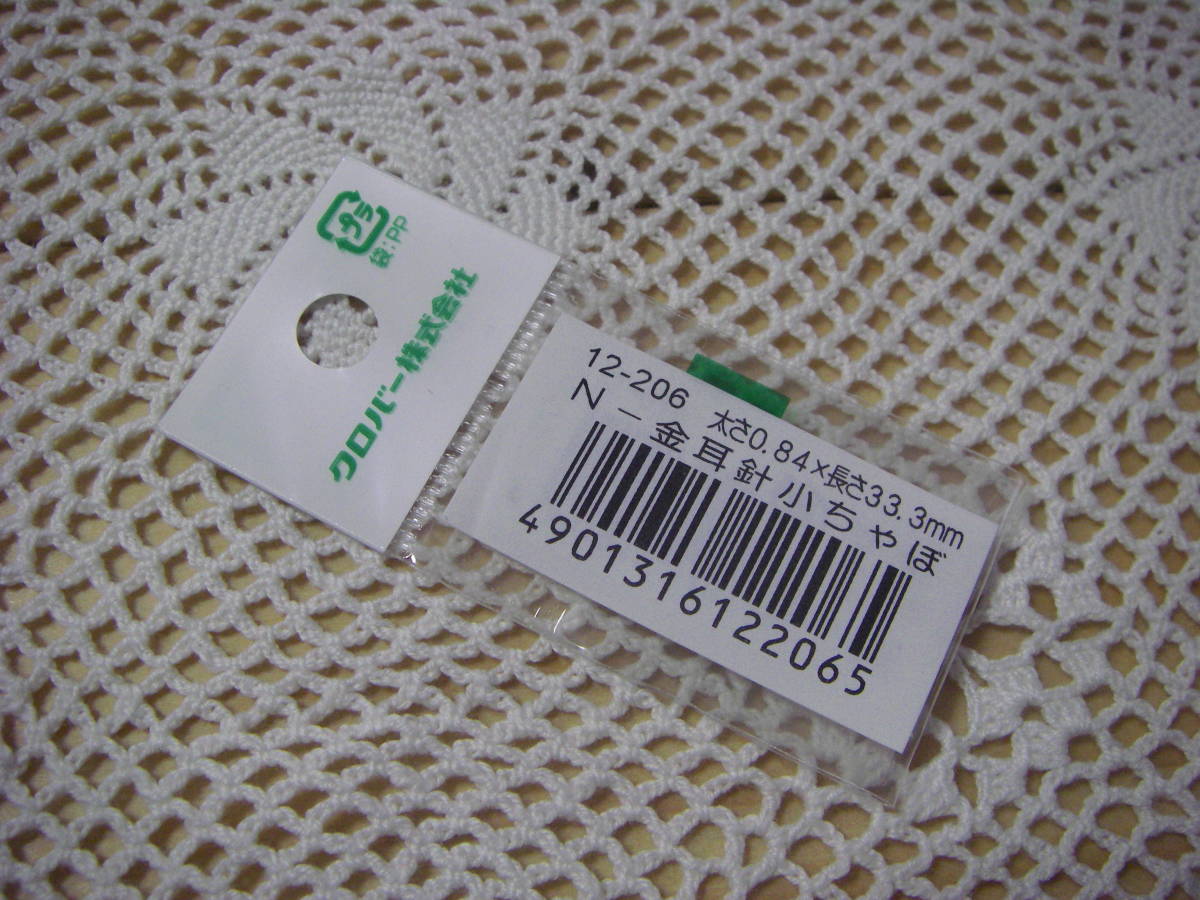 プラ
袋:PP
クロバー株式会社
12-206 太さ0.84×長さ33.3mm
N-金耳針小ちゃぼ
4901316122065